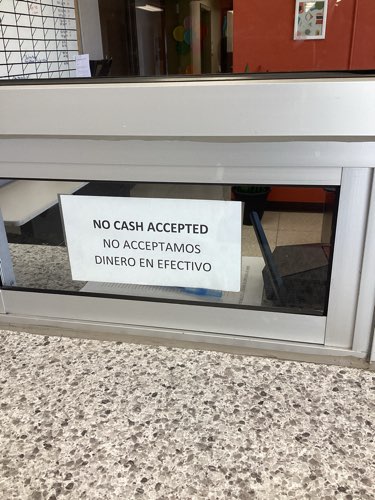 NO CASH ACCEPTED
NO ACCEPTAMOS
DINERO EN EFECTIVO